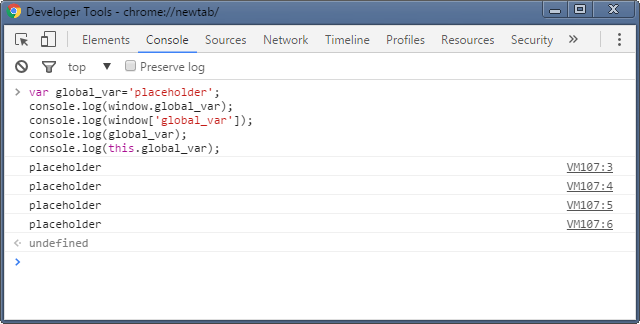 Developer Tools - chrome://newtab/
Elements Console Sources Network Timeline Profiles Resources Security »
top ▼ Preserve log
> var global_var='placeholder';
console.log(window.global_var);
console.log(window['global_var']);
console.log(global_var);
console.log(this.global_var);
placeholder VM107:3
placeholder VM107:4
placeholder VM107:5
placeholder VM107:6
undefined
>